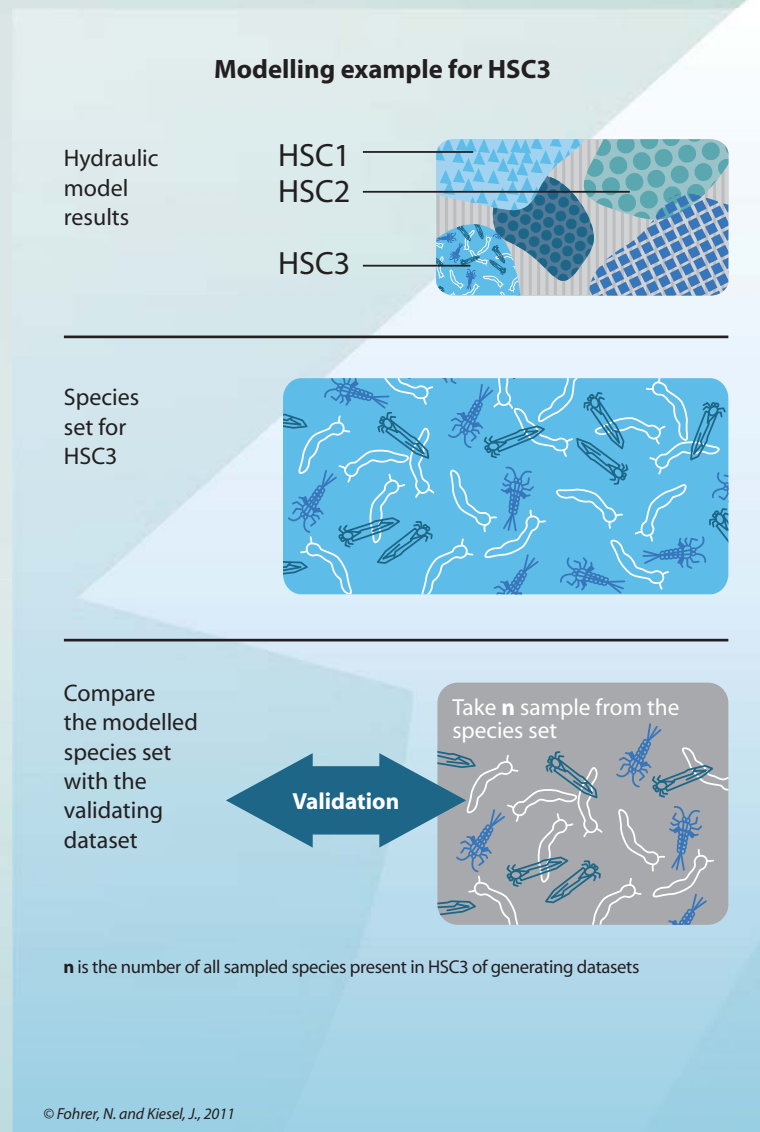 Modelling example for HSC3
Hydraulic
model
results
HSC1
HSC2
HSC3
Species
set for
HSC3
Compare
the modelled
species set
with the
validating
dataset
Validation
Take n sample from the
species set
n is the number of all sampled species present in HSC3 of generating datasets
© Fohrer, N. and Kiesel, J., 2011